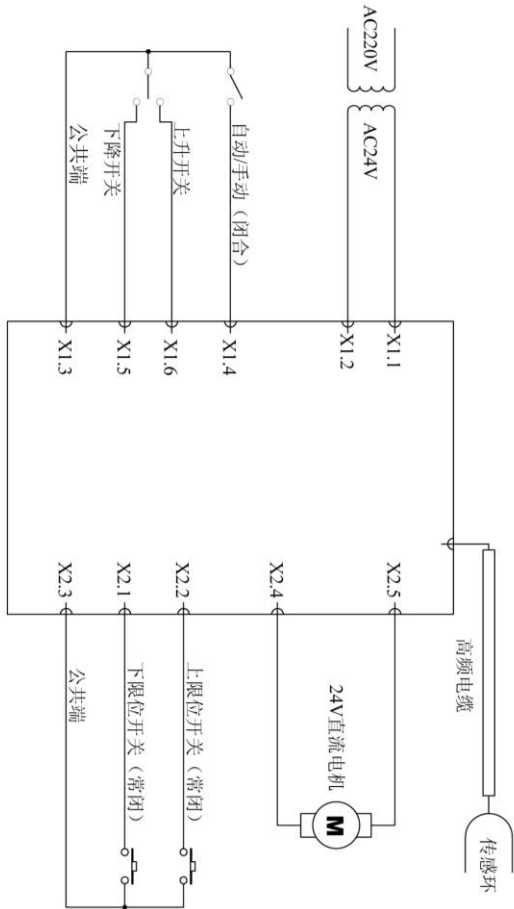 AC220V
AC24V
自动/手动（闭合）
上升开关
下降开关
公共端
X1.1
X1.2
X1.4
X1.6
X1.5
X1.3
X2.5
X2.4
X2.2
X2.1
X2.3
高频电缆
传感环
24V直流电机
M
上限位开关（常闭）
下限位开关（常闭）
公共端